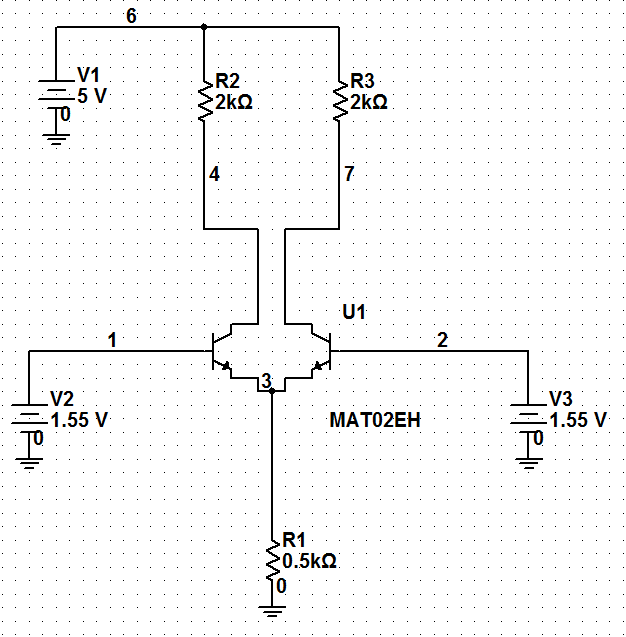 6
V1
5 V
0
R2
2kΩ
R3
2kΩ
4
7
U1
1
2
3
V2
1.55 V
0
MAT02EH
V3
1.55 V
0
R1
0.5kΩ
0